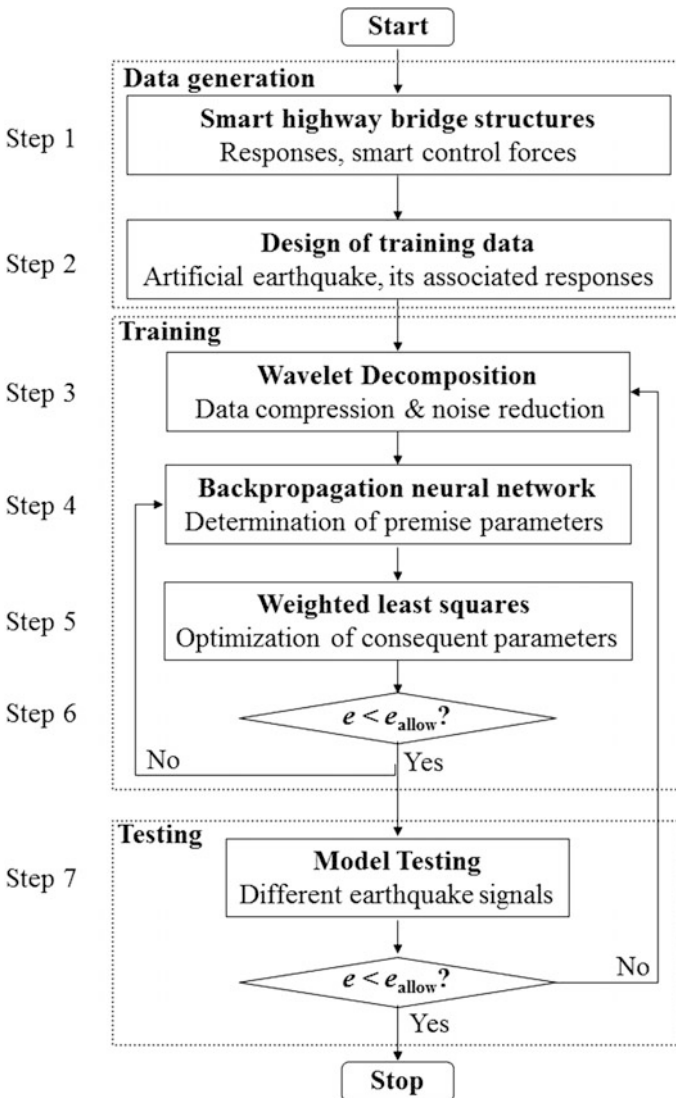 Start
Data generation
Step 1
Smart highway bridge structures
Responses, smart control forces
Step 2
Design of training data
Artificial earthquake, its associated responses
Training
Step 3
Wavelet Decomposition
Data compression & noise reduction
Step 4
Backpropagation neural network
Determination of premise parameters
Step 5
Weighted least squares
Optimization of consequent parameters
Step 6
e < eallow?
No
Yes
Testing
Step 7
Model Testing
Different earthquake signals
e < eallow?
No
Yes
Stop